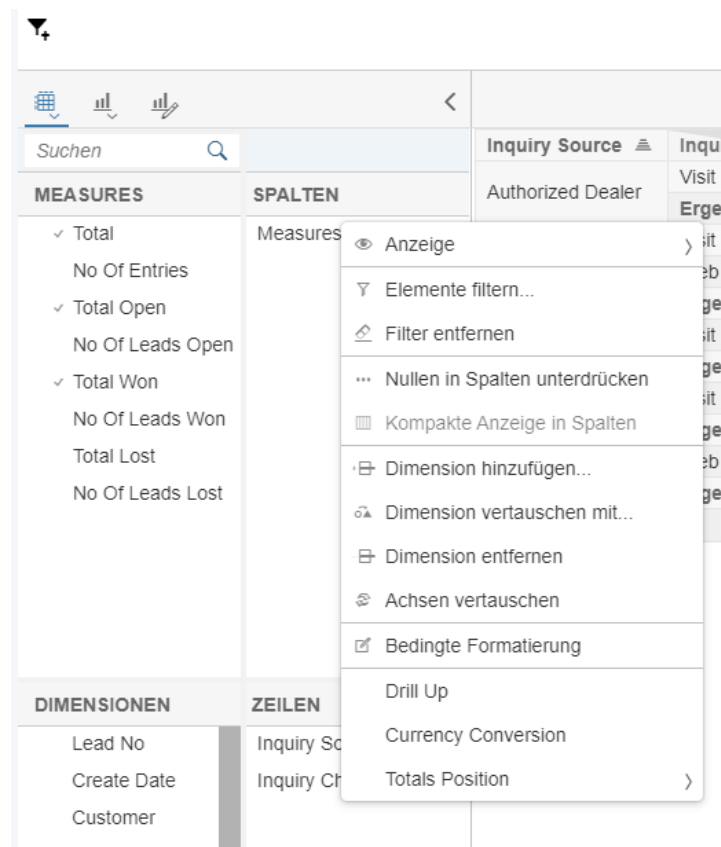 Suchen
Inquiry Source
MEASURES
SPALTEN
Authorized Dealer
Visit
Total
Measures
No Of Entries
Total Open
No Of Leads Open
Total Won
No Of Leads Won
Total Lost
No Of Leads Lost
Anzeige
Elemente filtern...
Filter entfernen
Nullen in Spalten unterdrücken
Kompakte Anzeige in Spalten
Dimension hinzufügen...
Dimension vertauschen mit...
Dimension entfernen
Achsen vertauschen
Bedingte Formatierung
Drill Up
Currency Conversion
Totals Position
DIMENSIONEN
ZEILEN
Lead No
Inquiry
Create Date
Inquiry
Customer